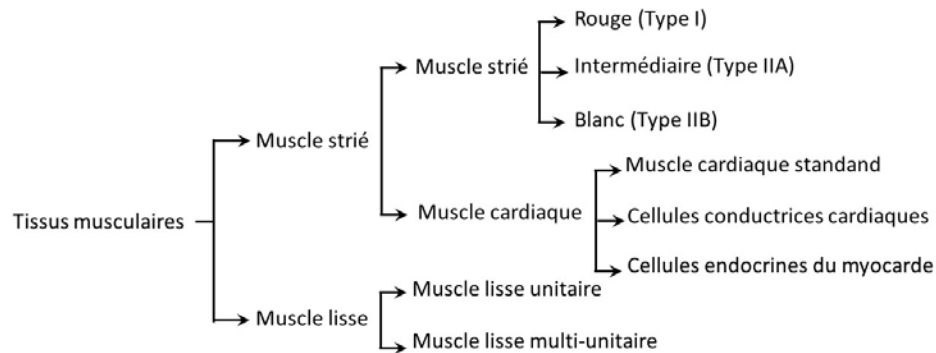 Rouge (Type I)
Muscle strié
Intermédiaire (Type IIA)
Blanc (Type IIB)
Muscle strié
Muscle cardiaque standand
Muscle cardiaque
Cellules conductrices cardiaques
Tissus musculaires
Cellules endocrines du myocarde
Muscle lisse unitaire
Muscle lisse
Muscle lisse multi-unitaire